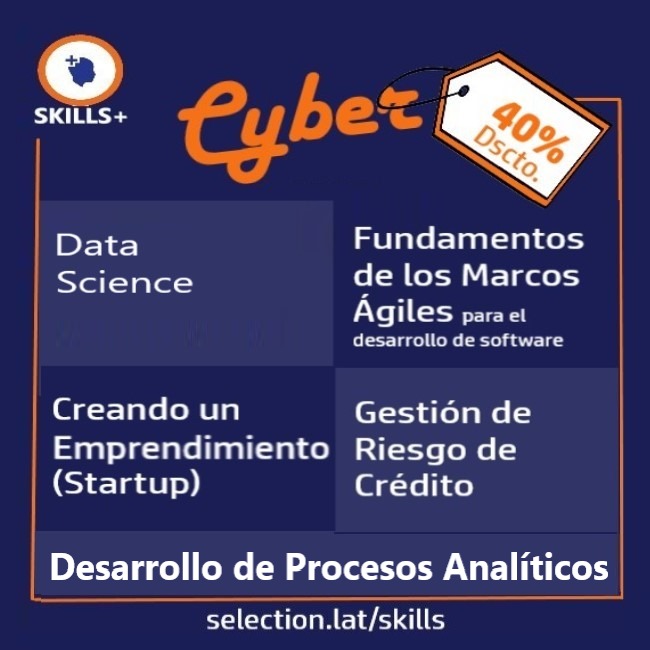 SKILLS+
Cyber
40%
Dscto.
Data
Science
Fundamentos
de los Marcos
Ágiles para el
desarrollo de software
Creando un
Emprendimiento
(Startup)
Gestión de
Riesgo de
Crédito
Desarrollo de Procesos Analíticos
selection.lat/skills